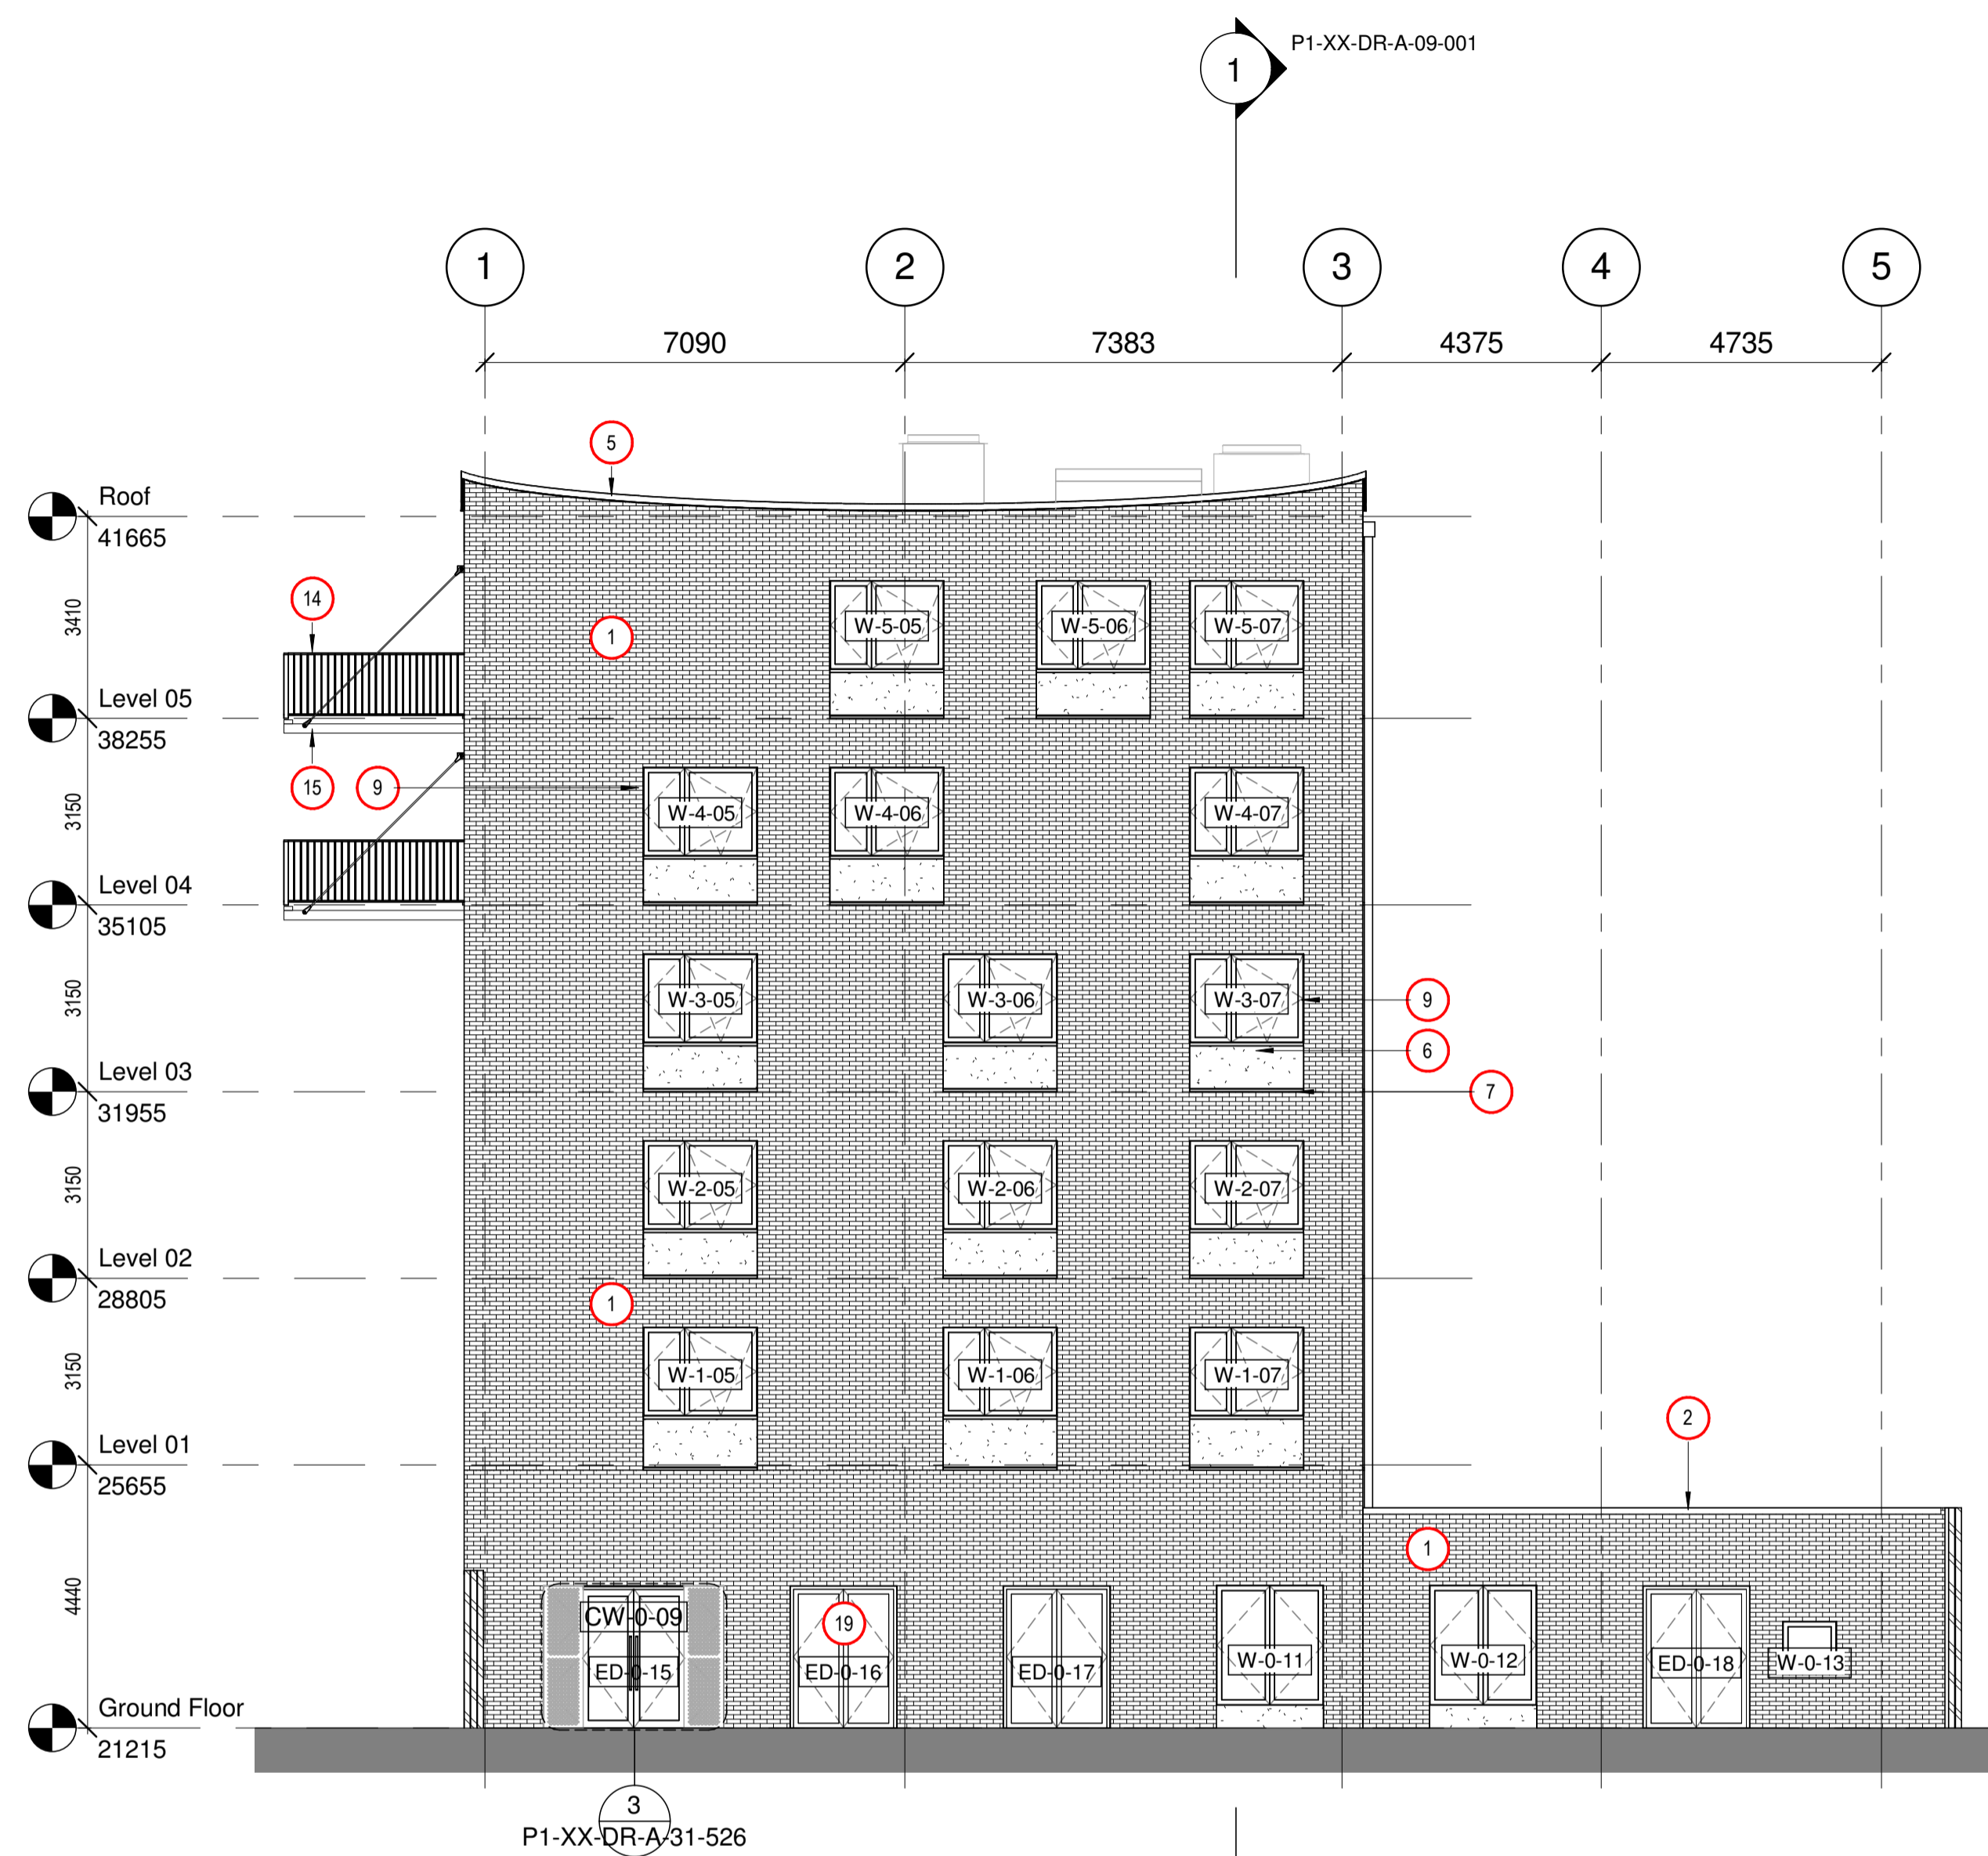 P1-XX-DR-A-09-001
1
1 2 3 4 5
7090 7383 4375 4735
5
Roof
41665
14
3410
1
W-5-05 W-5-06 W-5-07
Level 05
38255
15 9
3150
W-4-05 W-4-06 W-4-07
Level 04
35105
3150
W-3-05 W-3-06 W-3-07 9
6
Level 03
31955
7
3150
W-2-05 W-2-06 W-2-07
Level 02
28805
1
3150
W-1-05 W-1-06 W-1-07
2
Level 01
25655
1
4440
CW-0-09
19
ED-0-15 ED-0-16 ED-0-17 W-0-11 W-0-12 ED-0-18 W-0-13
Ground Floor
21215
3
P1-XX-DR-A-31-526